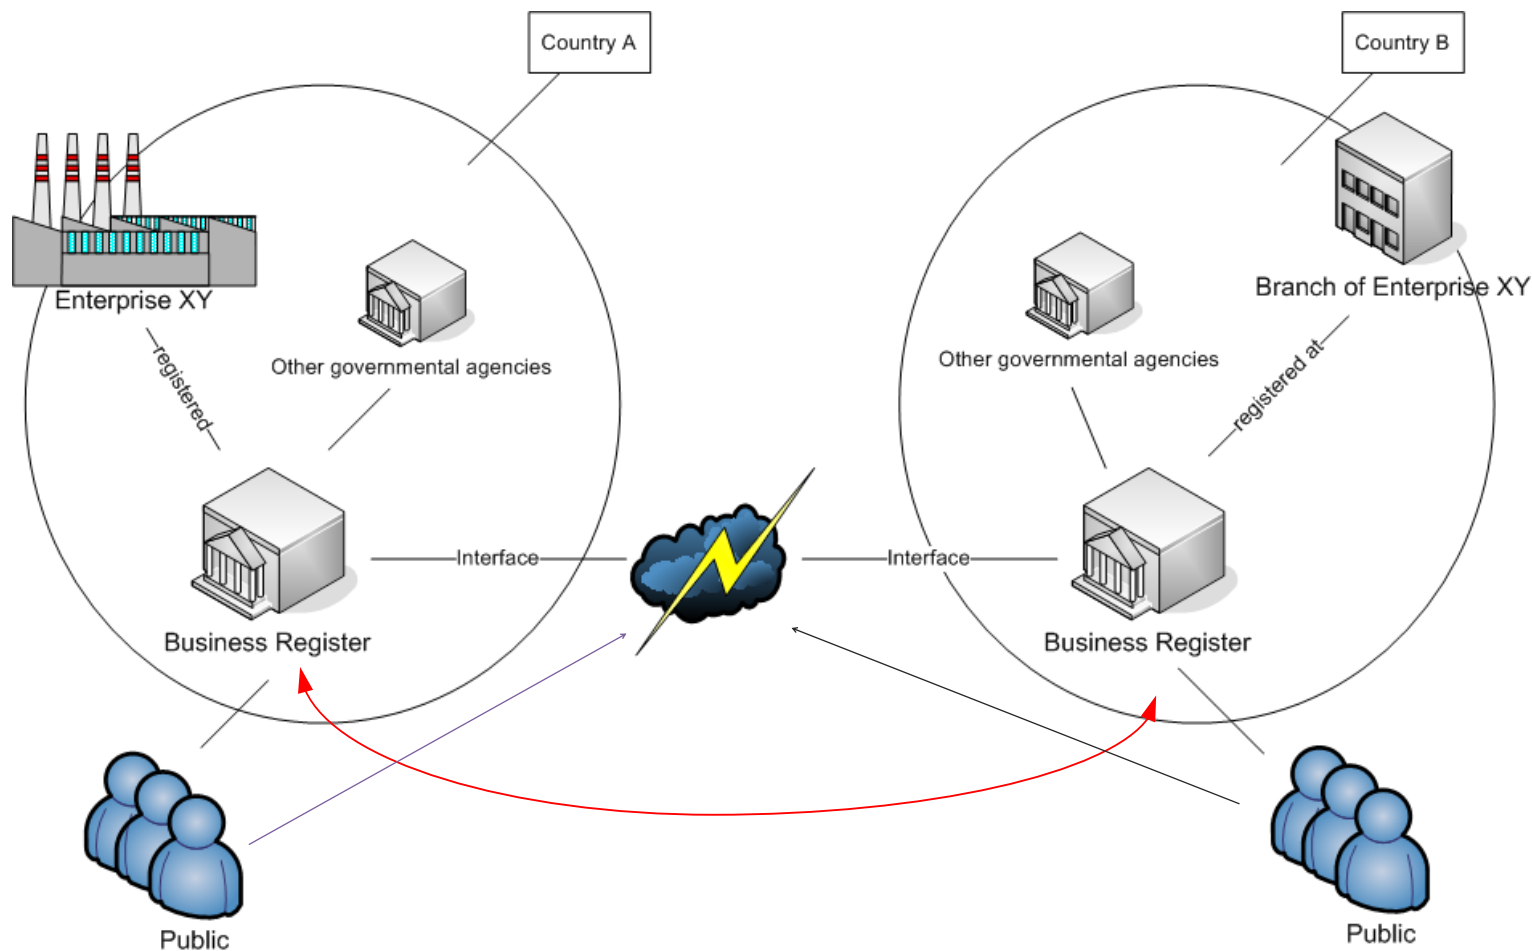 Country A
Country B
Enterprise XY
Branch of Enterprise XY
Other governmental agencies
Other governmental agencies
registered
registered at
Interface
Interface
Business Register
Business Register
Public
Public